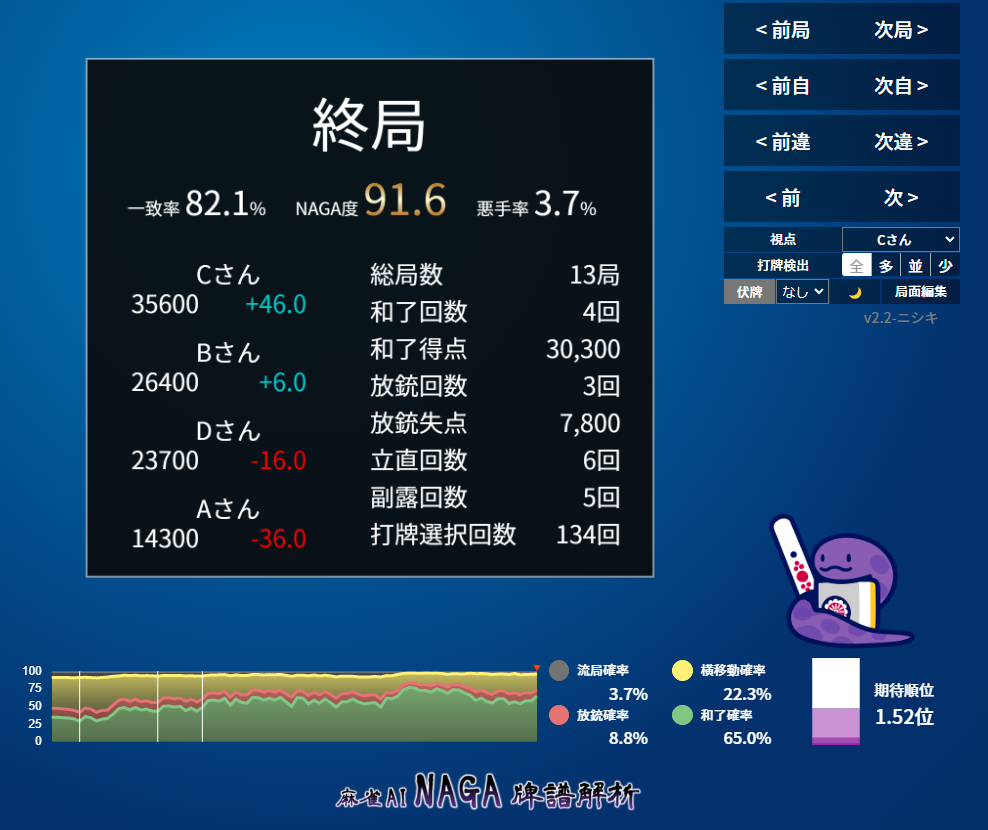 < 前局 次局 >
< 前自 次自 >
< 前違 次違 >
< 前 次 >
視点 Cさん
打牌検出 全 多 並 少
伏牌 なし 局面編集
v2.2-ニシキ
終局
一致率 82.1% NAGA度 91.6 悪手率 3.7%
Cさん
35600 +46.0
Bさん
26400 +6.0
Dさん
23700 -16.0
Aさん
14300 -36.0
総局数 13局
和了回数 4回
和了得点 30,300
放銃回数 3回
放銃失点 7,800
立直回数 6回
副露回数 5回
打牌選択回数 134回
100
75
50
25
0
流局確率
3.7%
横移動確率
22.3%
放銃確率
8.8%
和了確率
65.0%
期待順位
1.52位
麻雀AI NAGA 牌譜解析